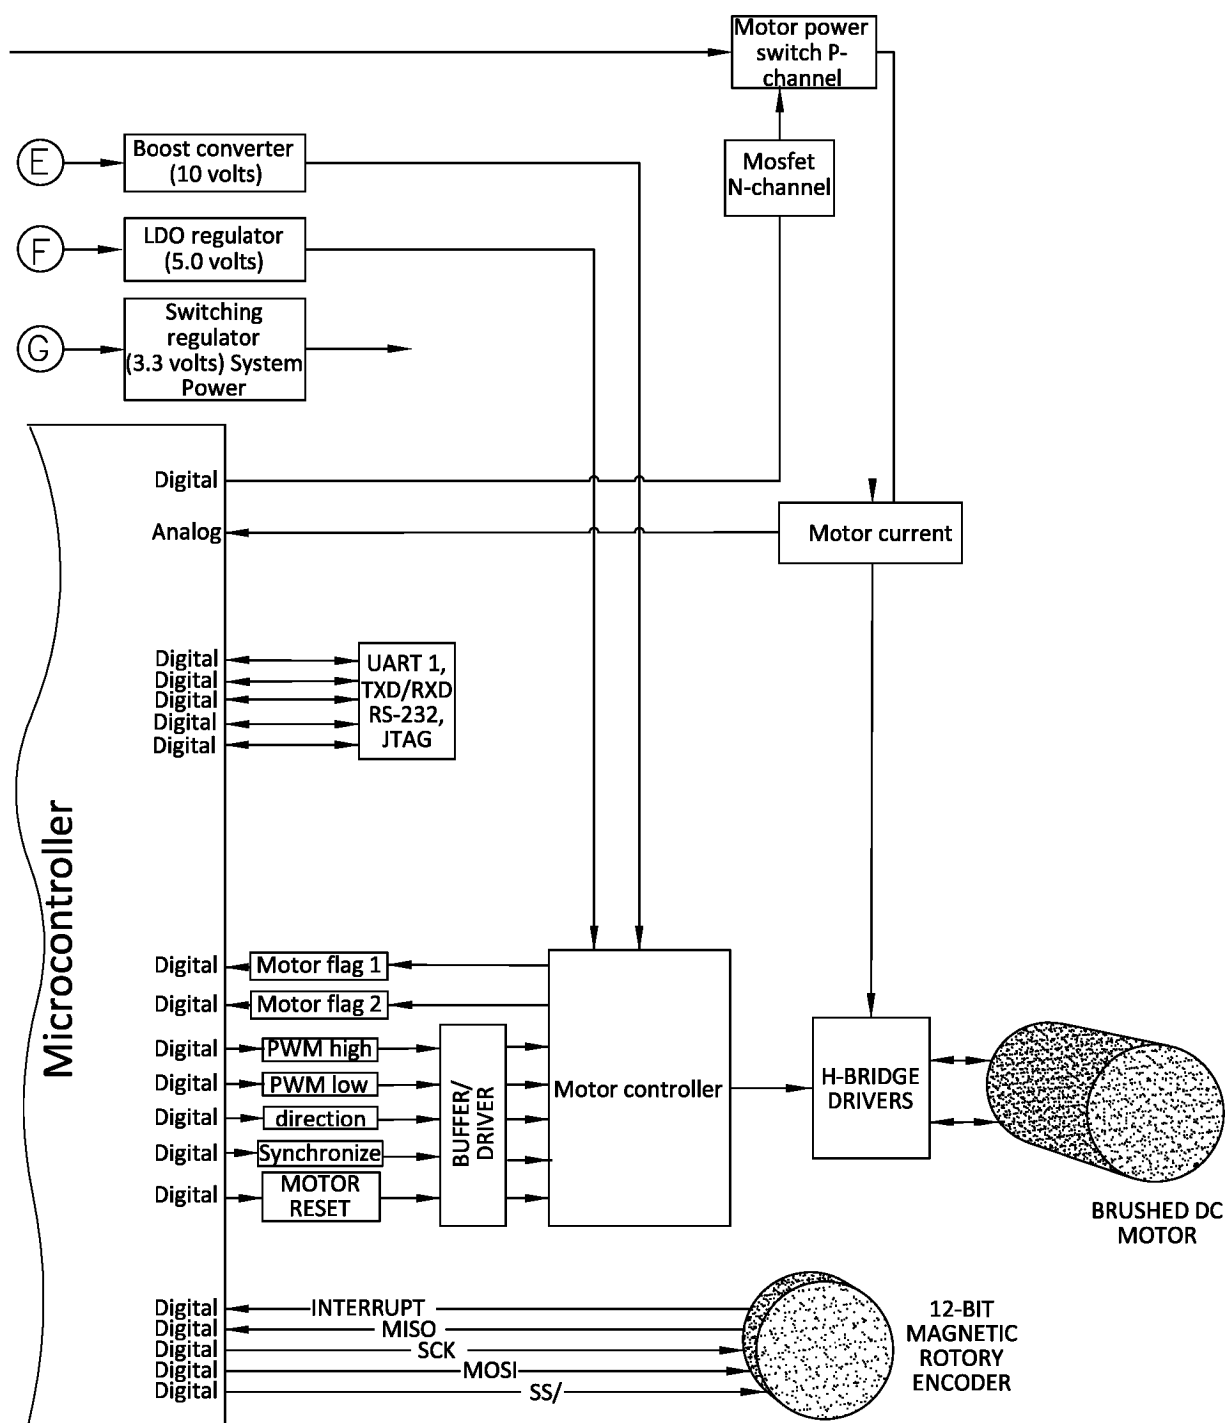 Motor power
switch P-
channel
E
Boost converter
(10 volts)
Mosfet
N-channel
F
LDO regulator
(5.0 volts)
G
Switching
regulator
(3.3 volts) System
Power
Digital
Analog
Motor current
Digital
Digital
Digital
Digital
Digital
UART 1,
TXD/RXD
RS-232,
JTAG
Microcontroller
Digital
Motor flag 1
Digital
Motor flag 2
Digital
PWM high
Digital
PWM low
Digital
direction
Digital
Synchronize
Digital
MOTOR
RESET
BUFFER/
DRIVER
Motor controller
H-BRIDGE
DRIVERS
BRUSHED DC
MOTOR
Digital
INTERRUPT
Digital
MISO
Digital
SCK
Digital
MOSI
Digital
SS/
12-BIT
MAGNETIC
ROTORY
ENCODER